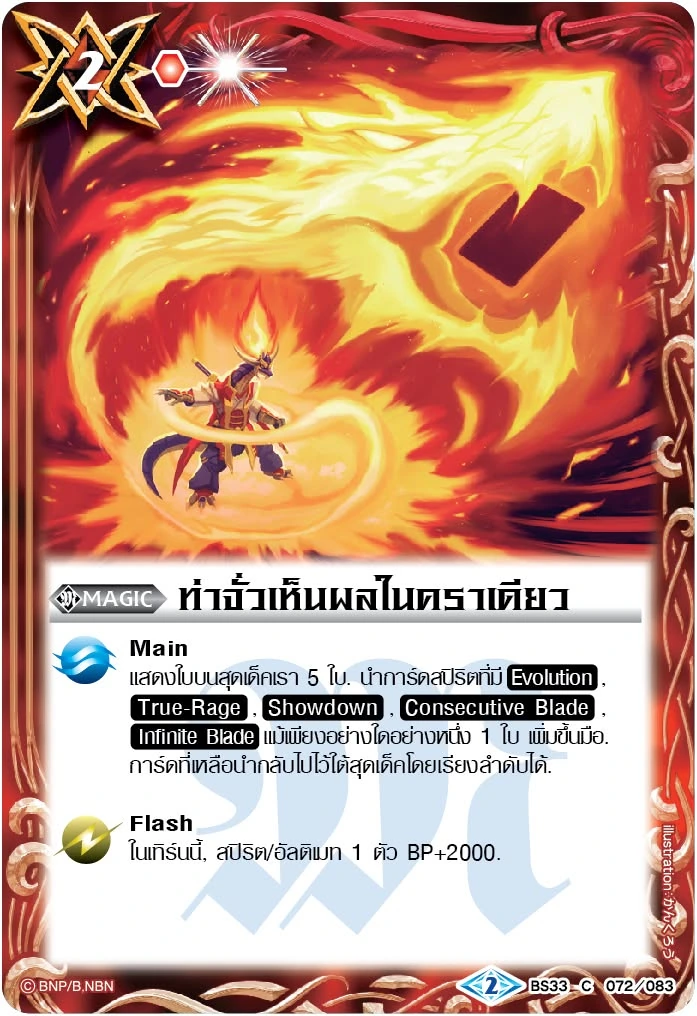 2
MAGIC
ท่าจั่วเห็นผลในคราเดียว
Main
แสดงใบบนสุดเด็คเรา 5 ใบ. นำการ์ดสปิริตที่มี Evolution ,
True-Rage , Showdown , Consecutive Blade ,
Infinite Blade แม้เพียงอย่างใดอย่างหนึ่ง 1 ใบ เพิ่มขึ้นมือ.
การ์ดที่เหลือนำกลับไปไว้ใต้สุดเด็คโดยเรียงลำดับได้.
Flash
ในเทิร์นนี้, สปิริต/อัลติเมท 1 ตัว BP+2000.
illustration:かんくろう
© BNP/B,NBN
2
BS33 C 072/083